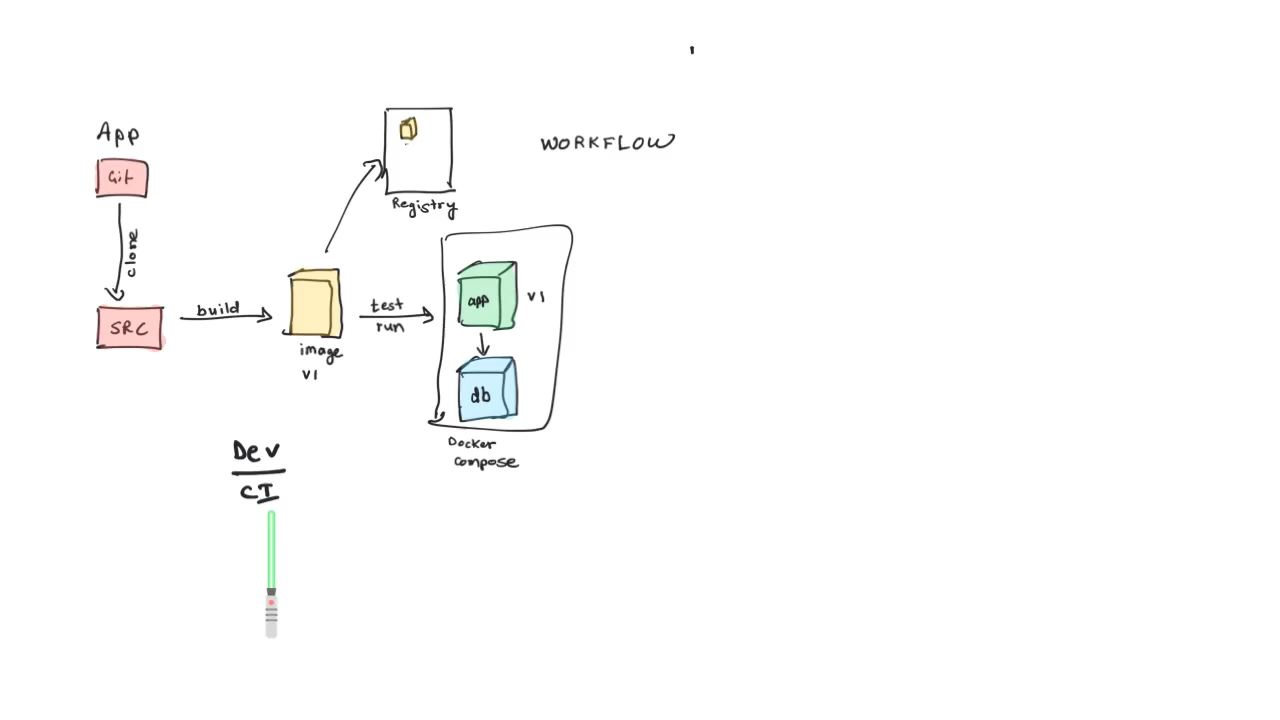 App
Git
clone
SRC
build
image
v1
Registry
WORKFLOW
test
run
app
v1
db
Docker
compose
Dev
CI